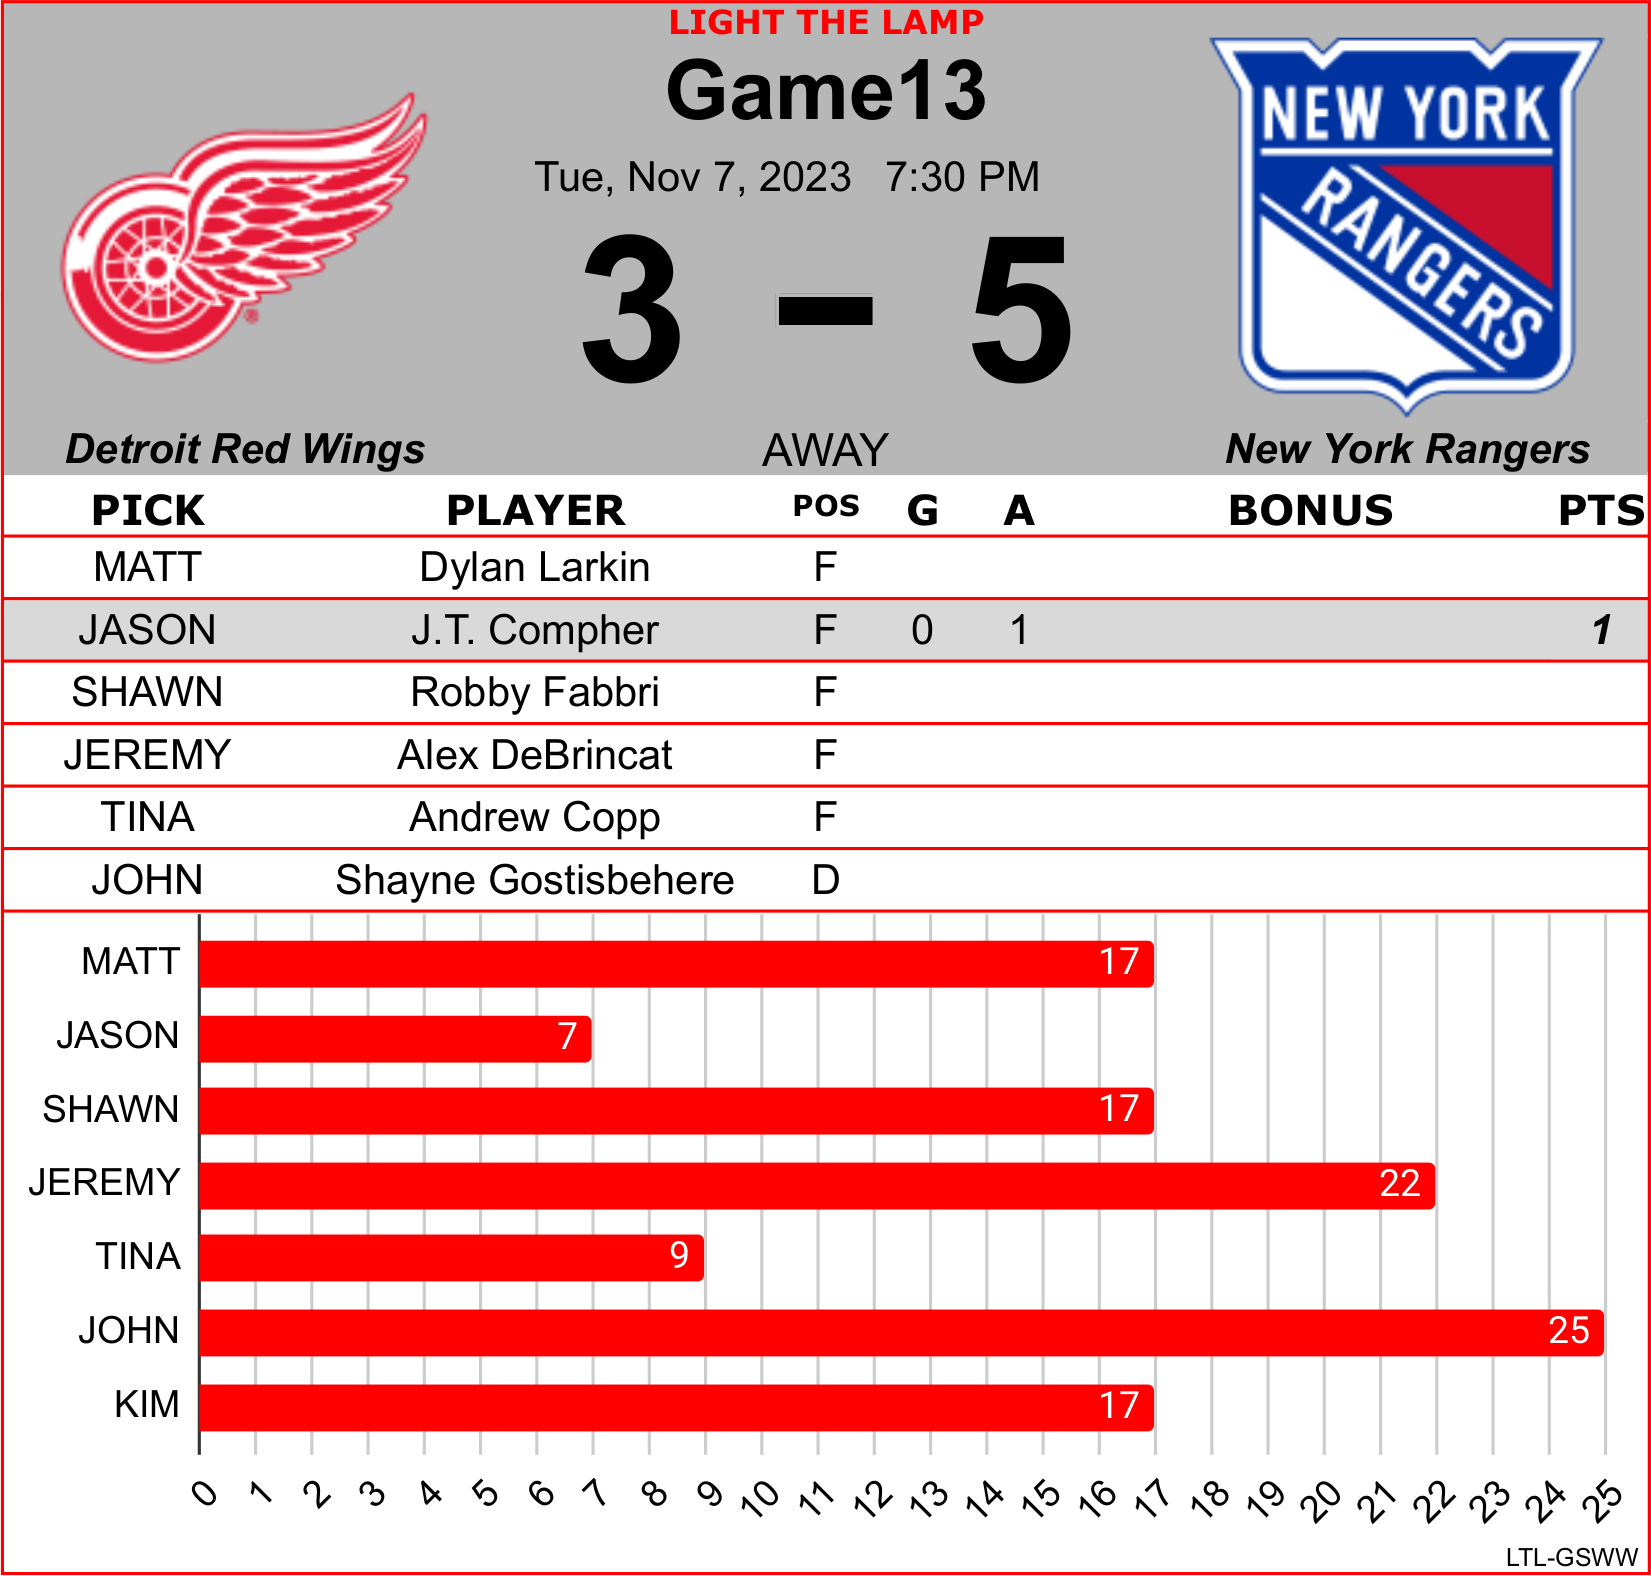 LIGHT THE LAMP
Game13
Tue, Nov 7, 2023 7:30 PM
NEW YORK
RANGERS
®
3 - 5
Detroit Red Wings AWAY New York Rangers
PICK PLAYER POS G A BONUS PTS
MATT Dylan Larkin F
JASON J.T. Compher F 0 1 1
SHAWN Robby Fabbri F
JEREMY Alex DeBrincat F
TINA Andrew Copp F
JOHN Shayne Gostisbehere D
MATT 17
JASON 7
SHAWN 17
JEREMY 22
TINA 9
JOHN 25
KIM 17
0 1 2 3 4 5 6 7 8 9 10 11 12 13 14 15 16 17 18 19 20 21 22 23 24 25
LTL-GSWW